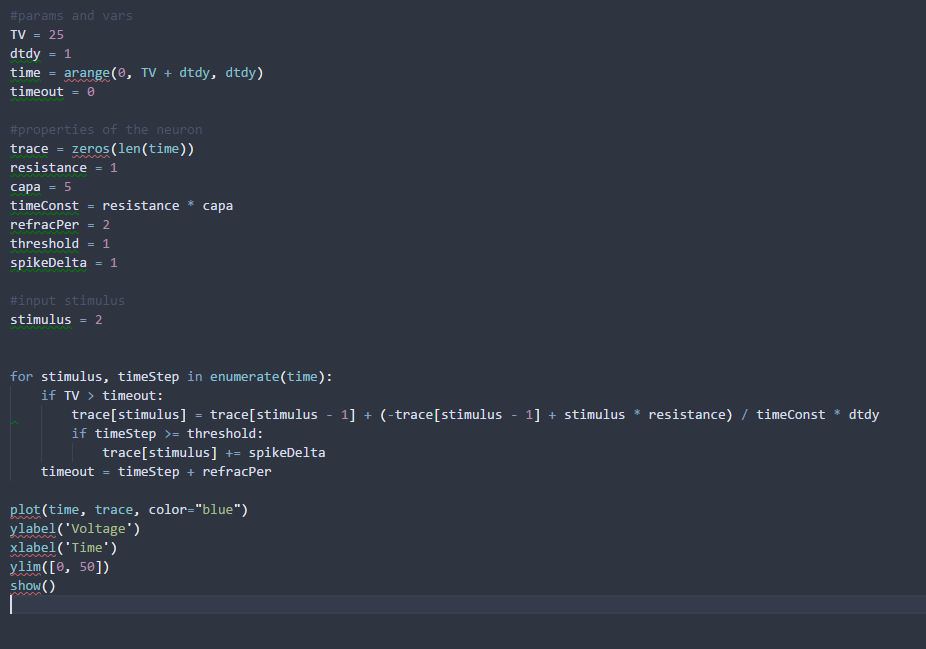 #params and vars
TV = 25
dtdy = 1
time = arange(0, TV + dtdy, dtdy)
timeout = 0
#properties of the neuron
trace = zeros(len(time))
resistance = 1
capa = 5
timeConst = resistance * capa
refracPer = 2
threshold = 1
spikeDelta = 1
#input stimulus
stimulus = 2
for stimulus, timeStep in enumerate(time):
    if TV > timeout:
        trace[stimulus] = trace[stimulus - 1] + (-trace[stimulus - 1] + stimulus * resistance) / timeConst * dtdy
        if timeStep >= threshold:
            trace[stimulus] += spikeDelta
    timeout = timeStep + refracPer
plot(time, trace, color="blue")
ylabel('Voltage')
xlabel('Time')
ylim([0, 50])
show()